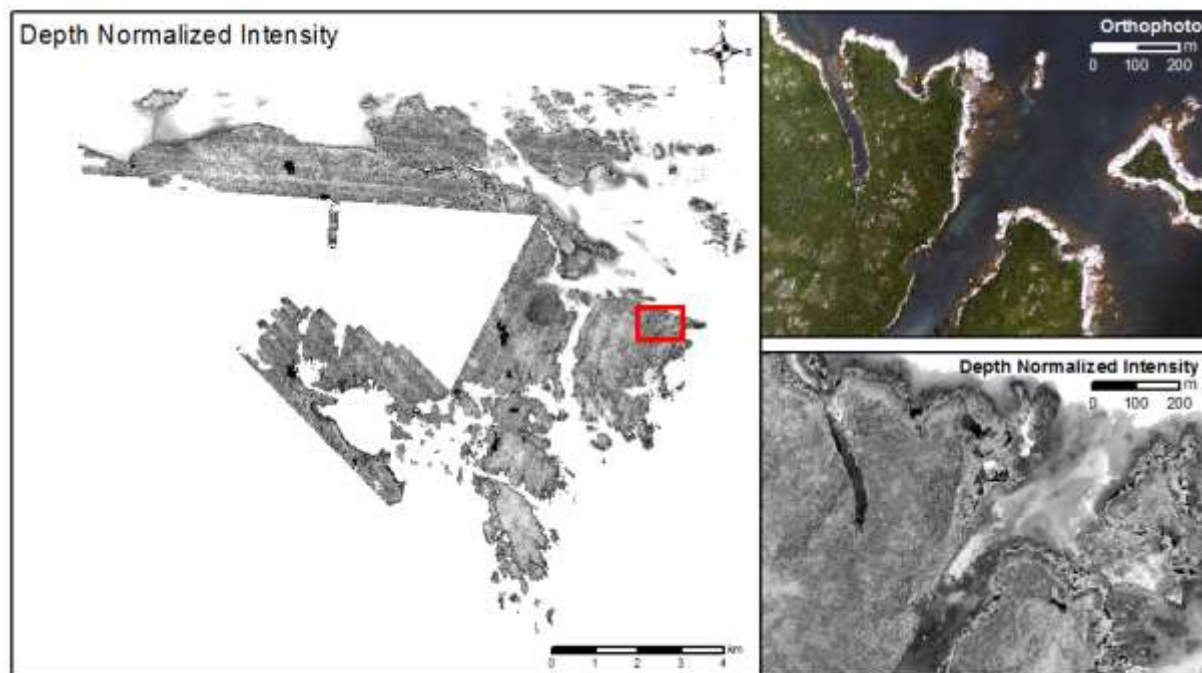 Depth Normalized Intensity
N
S
km
0 1 2 3 4
Orthophoto
m
0 100 200
Depth Normalized Intensity
m
0 100 200